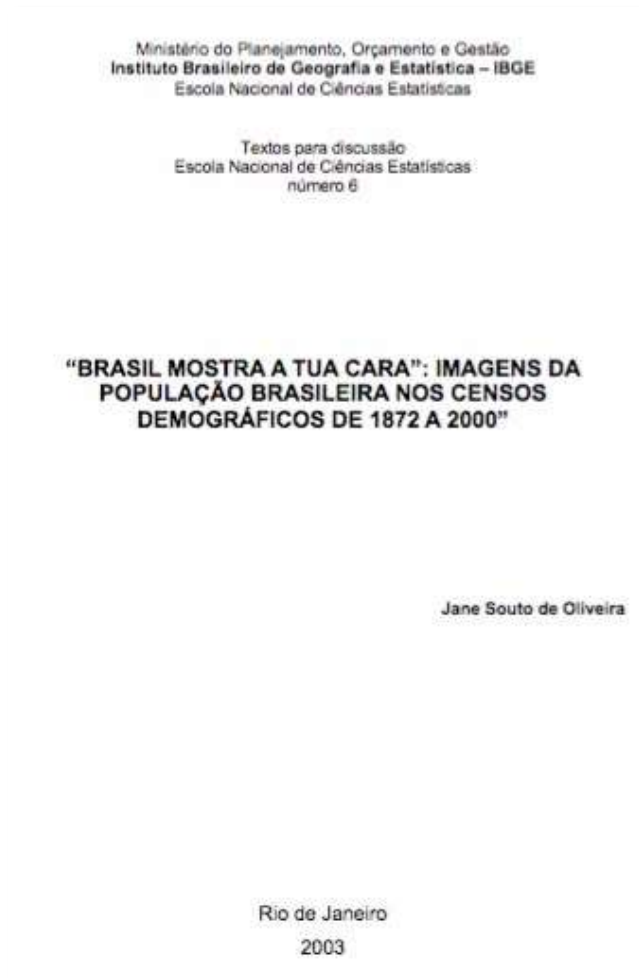 Ministério do Planejamento, Orçamento e Gestão
Instituto Brasileiro de Geografia e Estatística – IBGE
Escola Nacional de Ciências Estatísticas
Textos para discussão
Escola Nacional de Ciências Estatísticas
número 6
“BRASIL MOSTRA A TUA CARA”: IMAGENS DA
POPULAÇÃO BRASILEIRA NOS CENSOS
DEMOGRÁFICOS DE 1872 A 2000”
Jane Souto de Oliveira
Rio de Janeiro
2003